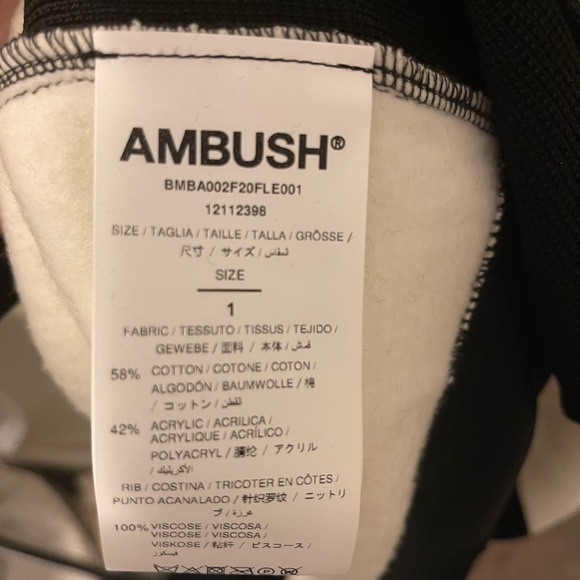 AMBUSH®
BMBA002F20FLE001
12112398
SIZE / TAGLIA / TAILLE / TALLA / GRÖSSE /
尺寸 / サイズ / لمقاس
SIZE
1
FABRIC / TESSUTO / TISSUS / TEJIDO /
GEWEBE / 面料 / 本体 / قمش
58% COTTON / COTONE / COTON /
ALGODÓN / BAUMWOLLE / 棉
/ コットン / القطن
42% ACRYLIC / ACRILICA /
ACRYLIQUE / ACRÍLICO /
POLYACRYL / 腈纶 / アクリル
/ الأكريليك
RIB / COSTINA / TRICOTER EN CÔTES /
PUNTO ACANALADO / 针织罗纹 / ニットリ
ブ / غرزة
100% VISCOSE / VISCOSA /
VISCOSE / VISCOSA /
VISKOSE / 粘纤 / ビスコース /
فيسكوز